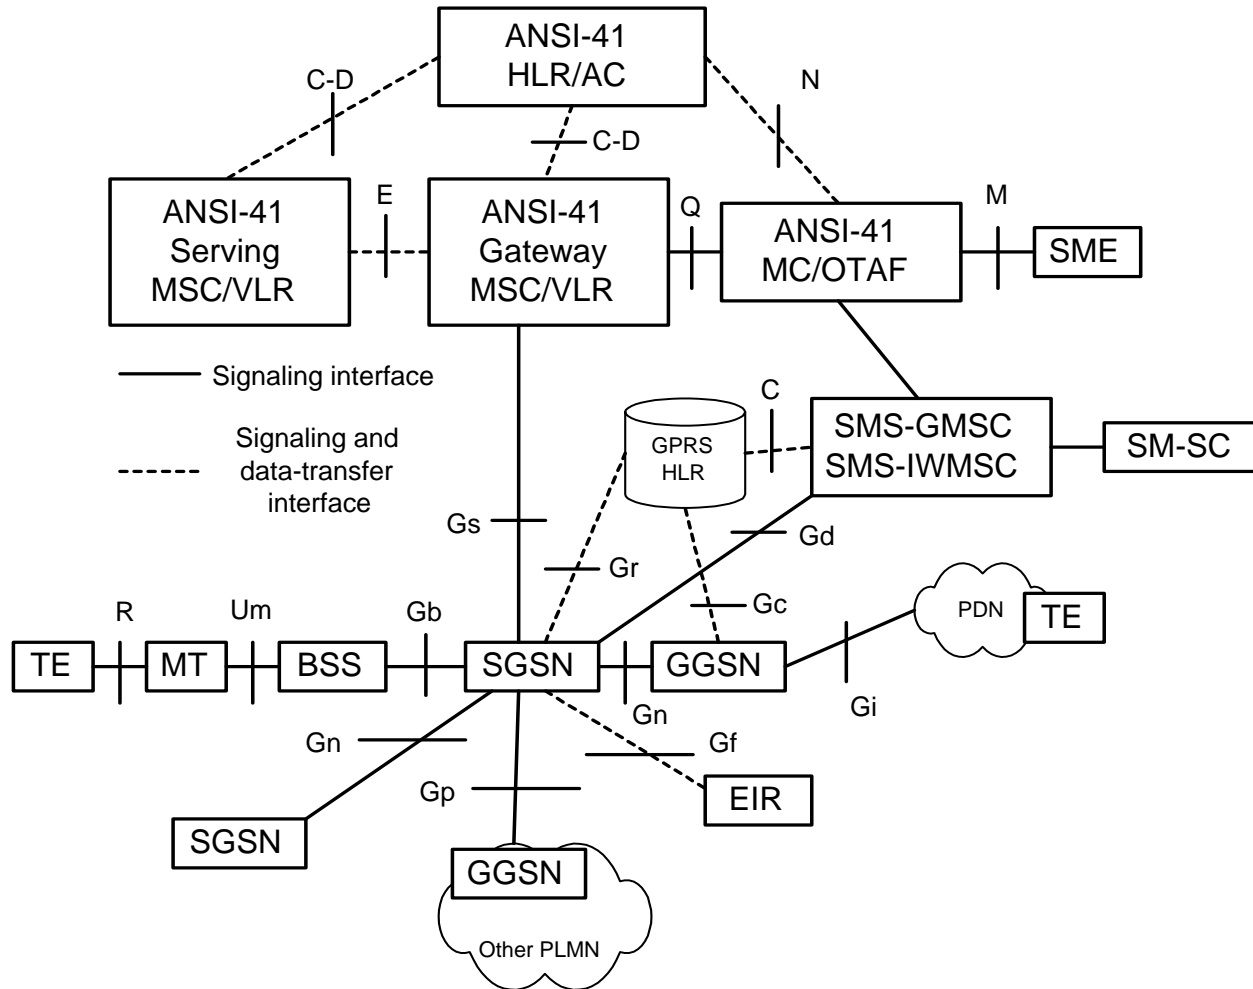 ANSI-41
HLR/AC
C-D
N
C-D
ANSI-41
Serving
MSC/VLR
E
ANSI-41
Gateway
MSC/VLR
Q
ANSI-41
MC/OTAF
M
SME
Signaling interface
Signaling and
data-transfer
interface
GPRS
HLR
C
SMS-GMSC
SMS-IWMSC
SM-SC
Gs
Gr
Gd
Gc
PDN
TE
R
Um
Gb
TE
MT
BSS
SGSN
GGSN
Gn
Gi
Gn
Gf
Gp
EIR
SGSN
GGSN
Other PLMN